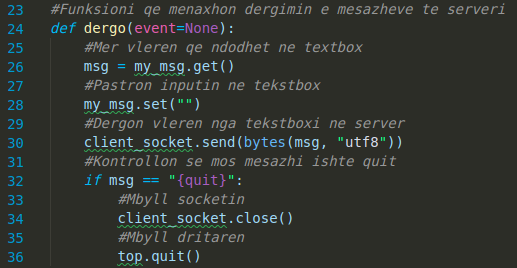 23 #Funksioni qe menaxhon dergimin e mesazheve te serveri
24 def dergo(event=None):
25     #Mer vleren qe ndodhet ne textbox
26     msg = my_msg.get()
27     #Pastron inputin ne tekstbox
28     my_msg.set("")
29     #Dergon vleren nga tekstboxi ne server
30     client_socket.send(bytes(msg, "utf8"))
31     #Kontrollon se mos mesazhi ishte quit
32     if msg == "{quit}":
33         #Mbyll socketin
34         client_socket.close()
35         #Mbyll dritaren
36         top.quit()